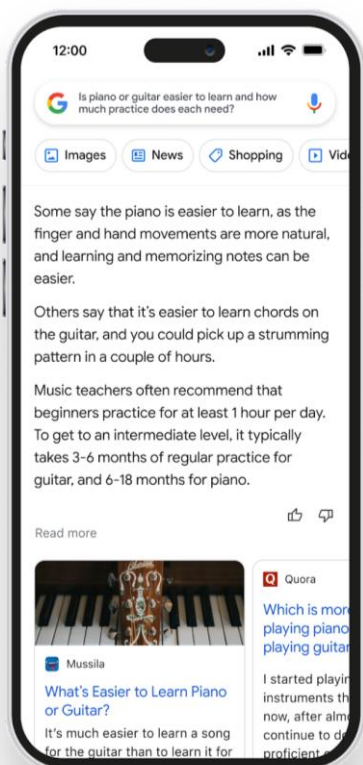 12:00
Is piano or guitar easier to learn and how
much practice does each need?
Images
News
Shopping
Some say the piano is easier to learn, as the
finger and hand movements are more natural,
and learning and memorizing notes can be
easier.
Others say that it’s easier to learn chords on
the guitar, and you could pick up a strumming
pattern in a couple of hours.
Music teachers often recommend that
beginners practice for at least 1 hour per day.
To get to an intermediate level, it typically
takes 3-6 months of regular practice for
guitar, and 6-18 months for piano.
Read more
Mussila
What’s Easier to Learn Piano
or Guitar?
It’s much easier to learn a song
for the guitar than to learn it for
Quora
Which is more
playing piano
playing guitar
I started playin
instruments th
now, after almo
continue to do
proficient